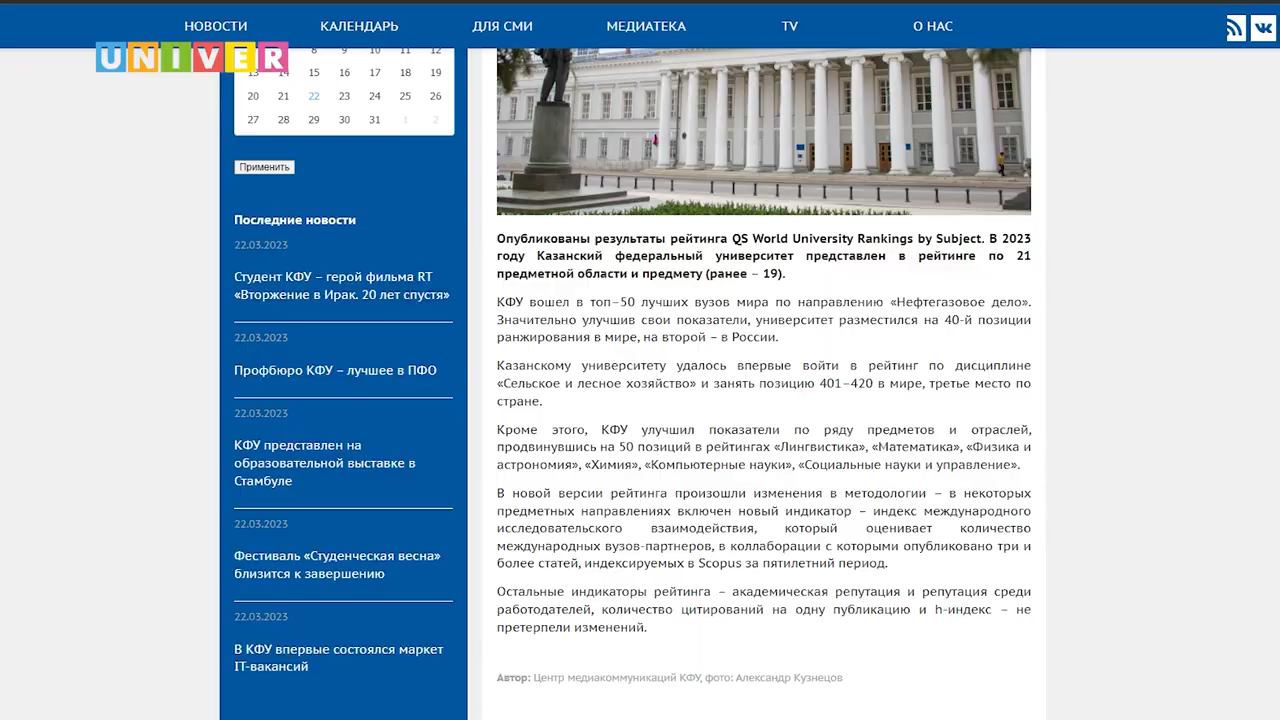 НОВОСТИ КАЛЕНДАРЬ ДЛЯ СМИ МЕДИАТЕКА TV О НАС
UNIVER
8 9 10 11 12
13 14 15 16 17 18 19
20 21 22 23 24 25 26
27 28 29 30 31 1 2
Применить
Последние новости
22.03.2023
Студент КФУ – герой фильма RT
«Вторжение в Ирак. 20 лет спустя»
22.03.2023
Профбюро КФУ – лучшее в ПФО
22.03.2023
КФУ представлен на
образовательной выставке в
Стамбуле
22.03.2023
Фестиваль «Студенческая весна»
близится к завершению
22.03.2023
В КФУ впервые состоялся маркет
IT-вакансий
Опубликованы результаты рейтинга QS World University Rankings by Subject. В 2023
году Казанский федеральный университет представлен в рейтинге по 21
предметной области и предмету (ранее – 19).
КФУ вошел в топ–50 лучших вузов мира по направлению «Нефтегазовое дело».
Значительно улучшив свои показатели, университет разместился на 40-й позиции
ранжирования в мире, на второй – в России.
Казанскому университету удалось впервые войти в рейтинг по дисциплине
«Сельское и лесное хозяйство» и занять позицию 401–420 в мире, третье место по
стране.
Кроме этого, КФУ улучшил показатели по ряду предметов и отраслей,
продвинувшись на 50 позиций в рейтингах «Лингвистика», «Математика», «Физика и
астрономия», «Химия», «Компьютерные науки», «Социальные науки и управление».
В новой версии рейтинга произошли изменения в методологии – в некоторых
предметных направлениях включен новый индикатор – индекс международного
исследовательского взаимодействия, который оценивает количество
международных вузов-партнеров, в коллаборации с которыми опубликовано три и
более статей, индексируемых в Scopus за пятилетний период.
Остальные индикаторы рейтинга – академическая репутация и репутация среди
работодателей, количество цитирований на одну публикацию и h-индекс – не
претерпели изменений.
Автор: Центр медиакоммуникаций КФУ, фото: Александр Кузнецов